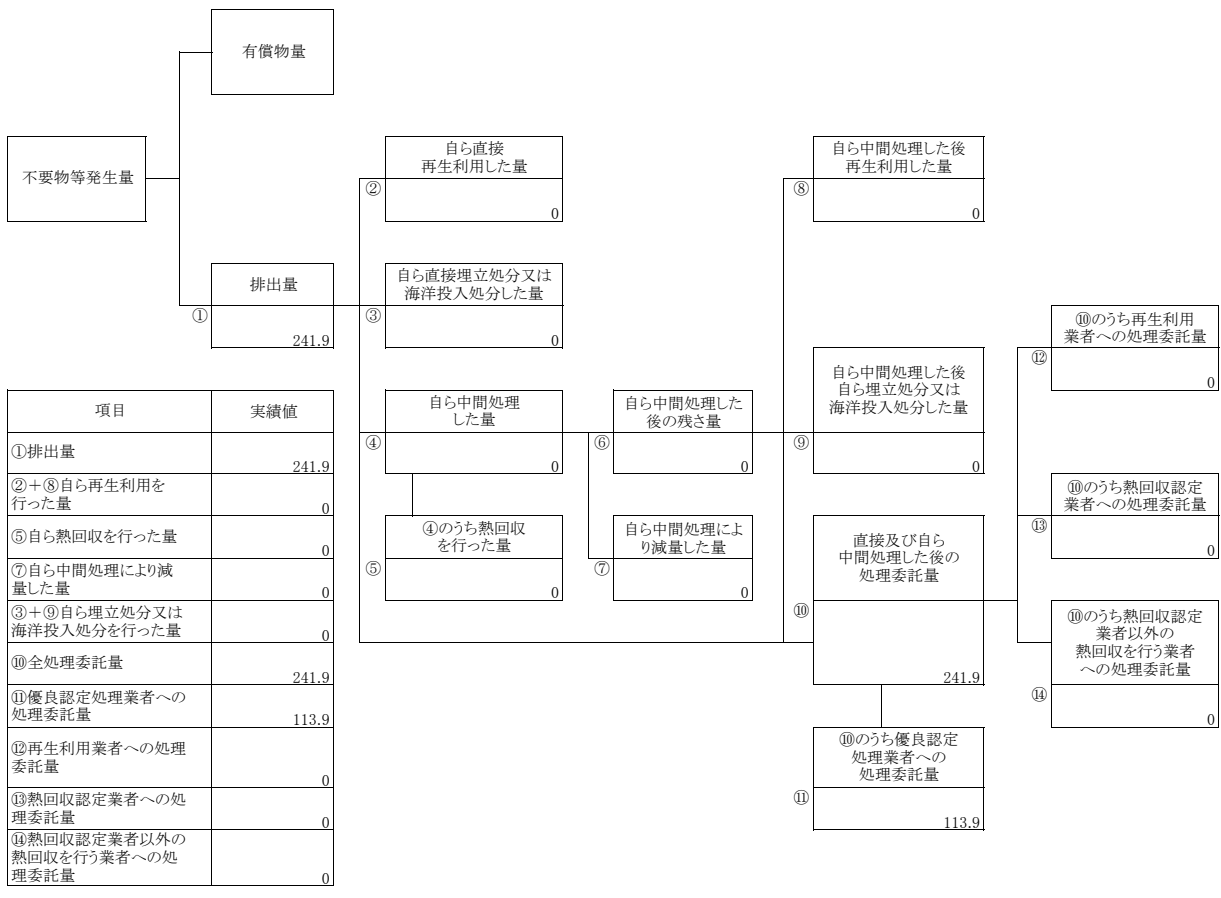 有償物量
不要物等発生量
排出量
①
241.9
自ら直接
再生利用した量
②
0
自ら直接埋立処分又は
海洋投入処分した量
③
0
自ら中間処理
した量
④
0
④のうち熱回収
を行った量
⑤
0
自ら中間処理した
後の残さ量
⑥
0
自ら中間処理によ
り減量した量
⑦
0
自ら中間処理した後
再生利用した量
⑧
0
自ら中間処理した後
自ら埋立処分又は
海洋投入処分した量
⑨
0
直接及び自ら
中間処理した後の
処理委託量
⑩
241.9
⑩のうち優良認定
処理業者への
処理委託量
⑪
113.9
⑩のうち再生利用
業者への処理委託量
⑫
0
⑩のうち熱回収認定
業者への処理委託量
⑬
0
⑩のうち熱回収認定
業者以外の
熱回収を行う業者
への処理委託量
⑭
0
項目 実績値
①排出量
241.9
②＋⑧自ら再生利用を
行った量
0
⑤自ら熱回収を行った量
0
⑦自ら中間処理により減
量した量
0
③＋⑨自ら埋立処分又は
海洋投入処分を行った量
0
⑩全処理委託量
241.9
⑪優良認定処理業者への
処理委託量
113.9
⑫再生利用業者への処理
委託量
0
⑬熱回収認定業者への処
理委託量
0
⑭熱回収認定業者以外の
熱回収を行う業者への処
理委託量
0